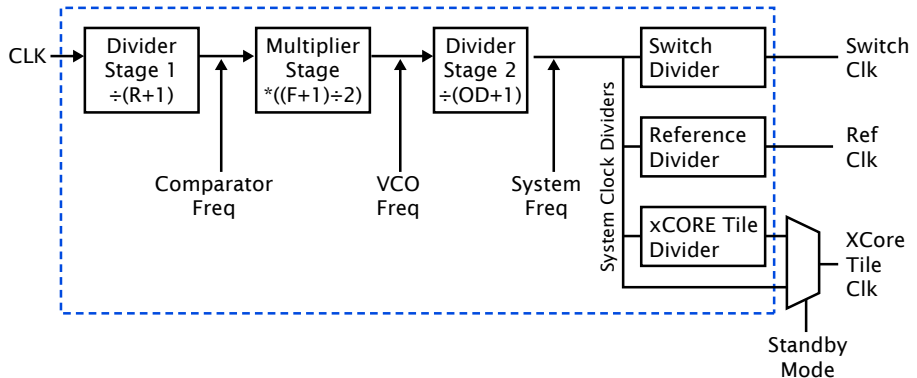 CLK
Divider
Stage 1
÷(R+1)
Multiplier
Stage
*((F+1)÷2)
Divider
Stage 2
÷(OD+1)
Comparator
Freq
VCO
Freq
System
Freq
System Clock Dividers
Switch
Divider
Switch
Clk
Reference
Divider
Ref
Clk
xCORE Tile
Divider
XCore
Tile
Clk
Standby
Mode